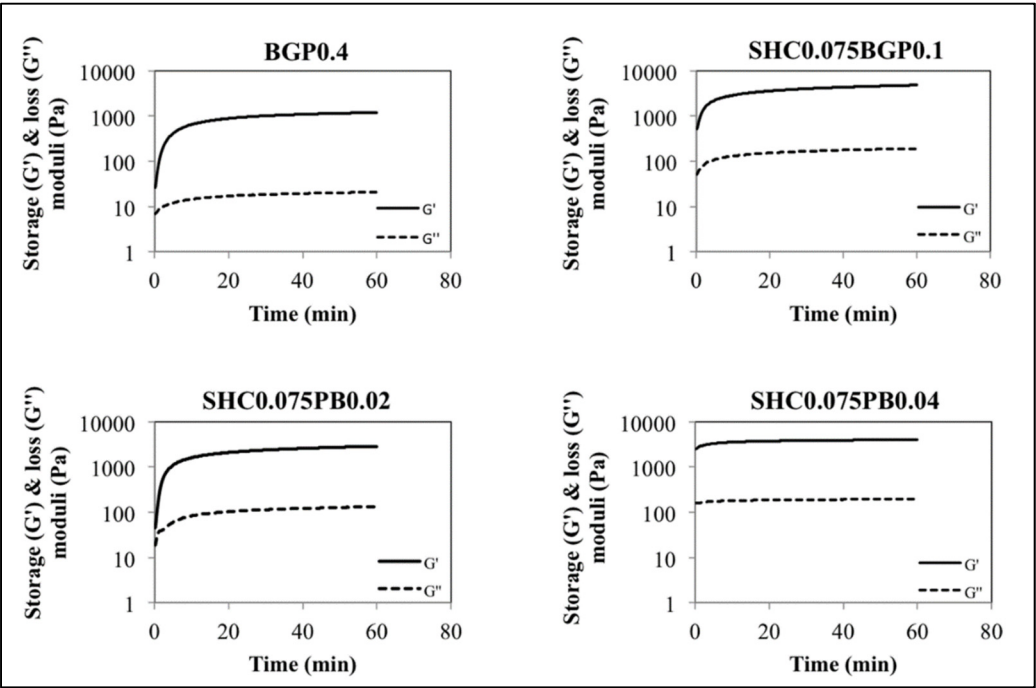 BGP0.4
Storage (G') & loss (G'')
moduli (Pa)
10000
1000
100
10
1
G'
G''
0
20
40
60
80
Time (min)
SHC0.075BGP0.1
Storage (G') & loss (G'')
moduli (Pa)
10000
1000
100
10
1
G'
G''
0
20
40
60
80
Time (min)
SHC0.075PB0.02
Storage (G') & loss (G'')
moduli (Pa)
10000
1000
100
10
1
G'
G''
0
20
40
60
80
Time (min)
SHC0.075PB0.04
Storage (G') & loss (G'')
moduli (Pa)
10000
1000
100
10
1
G'
G''
0
20
40
60
80
Time (min)